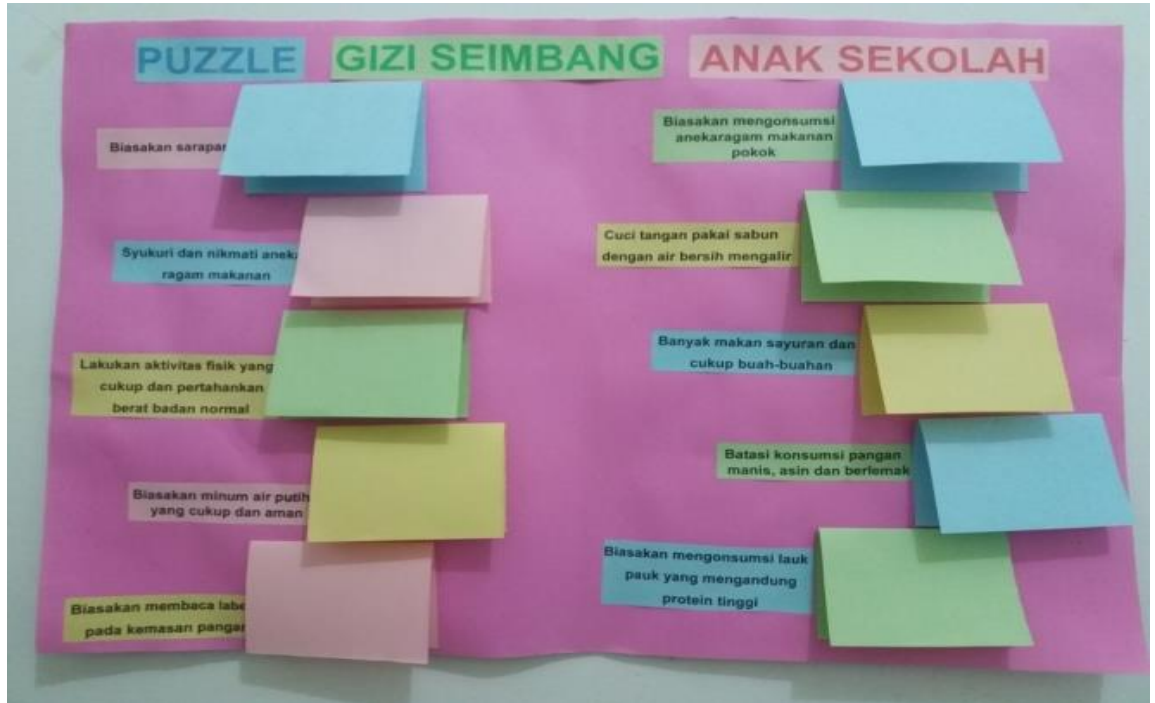 PUZZLE GIZI SEIMBANG ANAK SEKOLAH
Biasakan sarapan
Syukuri dan nikmati aneka
ragam makanan
Lakukan aktivitas fisik yang
cukup dan pertahankan
berat badan normal
Biasakan minum air putih
yang cukup dan aman
Biasakan membaca label
pada kemasan pangan
Biasakan mengonsumsi
anekaragam makanan
pokok
Cuci tangan pakai sabun
dengan air bersih mengalir
Banyak makan sayuran dan
cukup buah-buahan
Batasi konsumsi pangan
manis, asin dan berlemak
Biasakan mengonsumsi lauk
pauk yang mengandung
protein tinggi